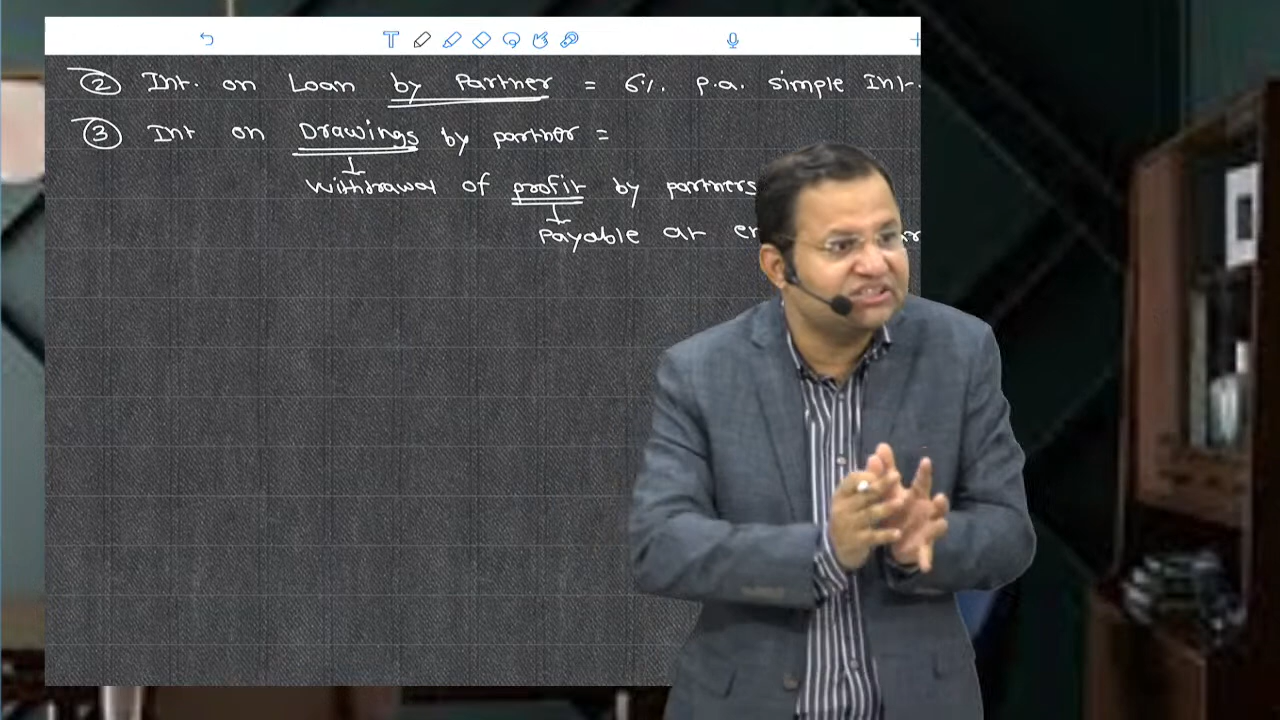 ② Int. on Loan by Partner = 6%. p.a. simple Int.
③ Int on Drawings by partner =
withdrawal of profit by partners
Payable at